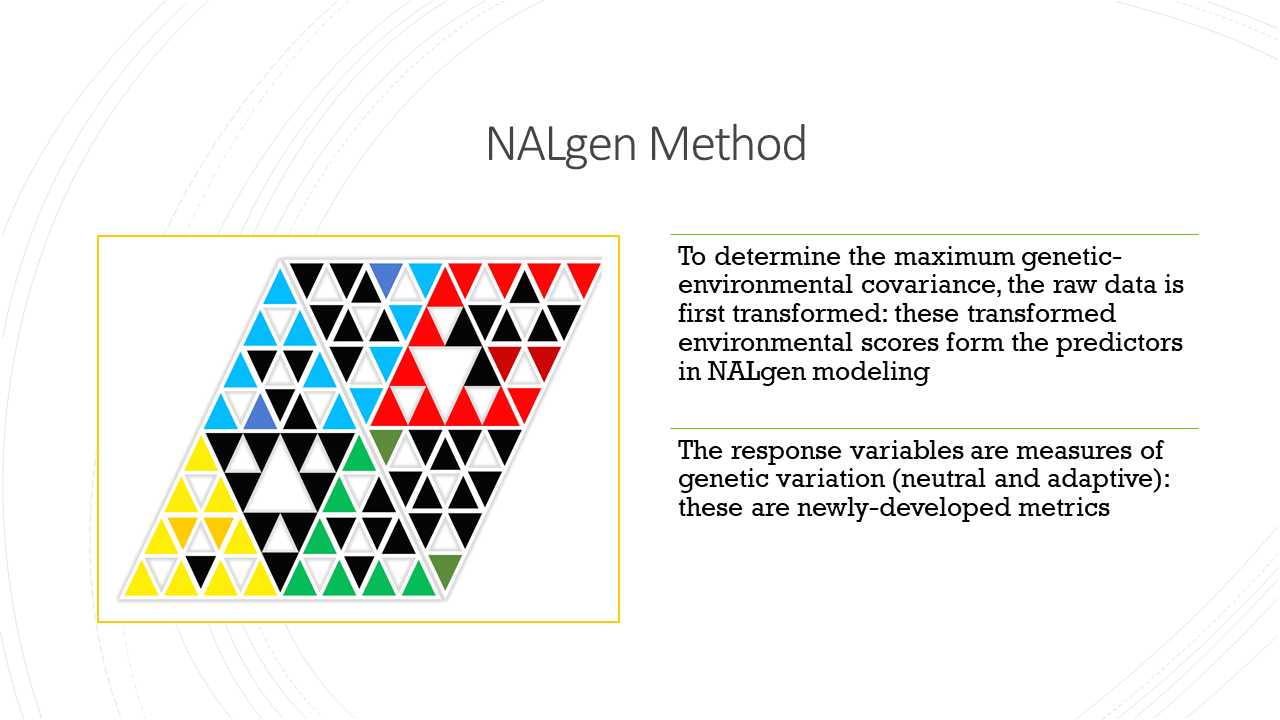 NALgen Method
To determine the maximum genetic-
environmental covariance, the raw data is
first transformed: these transformed
environmental scores form the predictors
in NALgen modeling
The response variables are measures of
genetic variation (neutral and adaptive):
these are newly-developed metrics